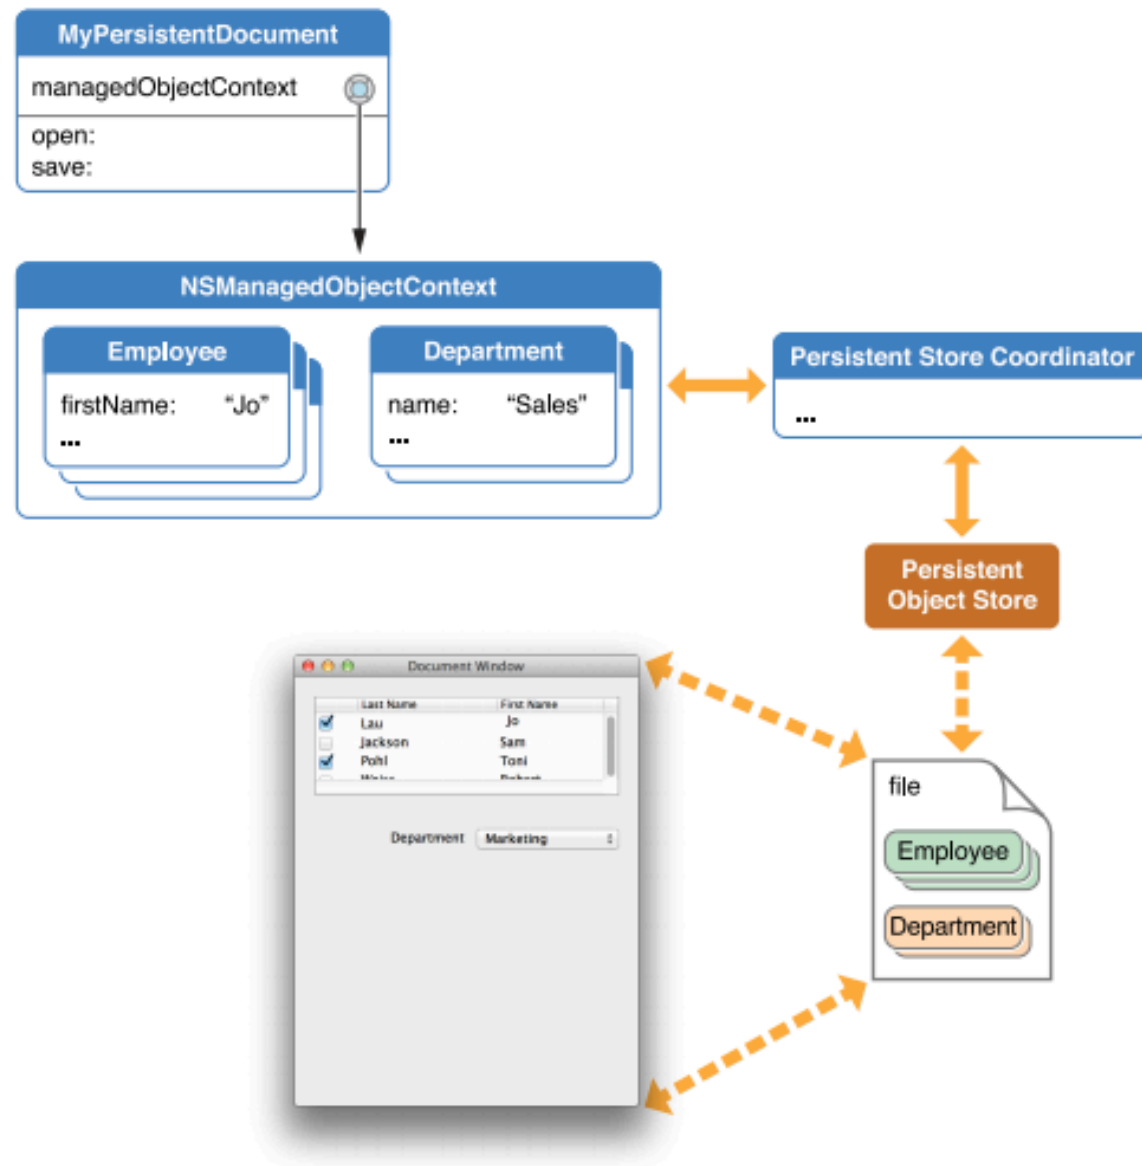 MyPersistentDocument
managedObjectContext
open:
save:
NSManagedObjectContext
Employee
firstName: “Jo”
...
Department
name: “Sales”
...
Persistent Store Coordinator
...
Persistent
Object Store
Document Window
Last Name First Name
Lau Jo
Jackson Sam
Pohl Toni
Department Marketing
file
Employee
Department